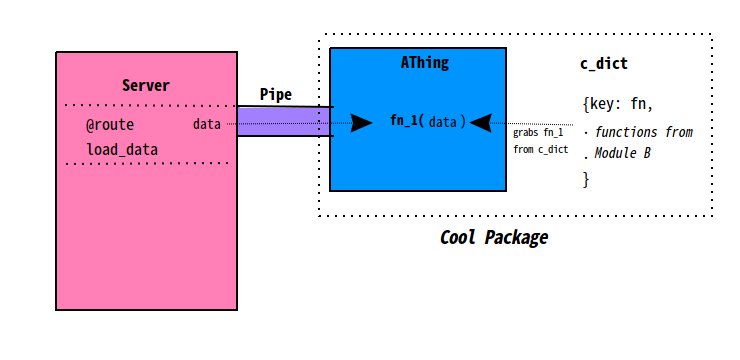 Server
@route
load_data
data
Pipe
AThing
fn_1( data )
grabs fn_1
from c_dict
c_dict
{key: fn,
· functions from
. Module B
}
Cool Package